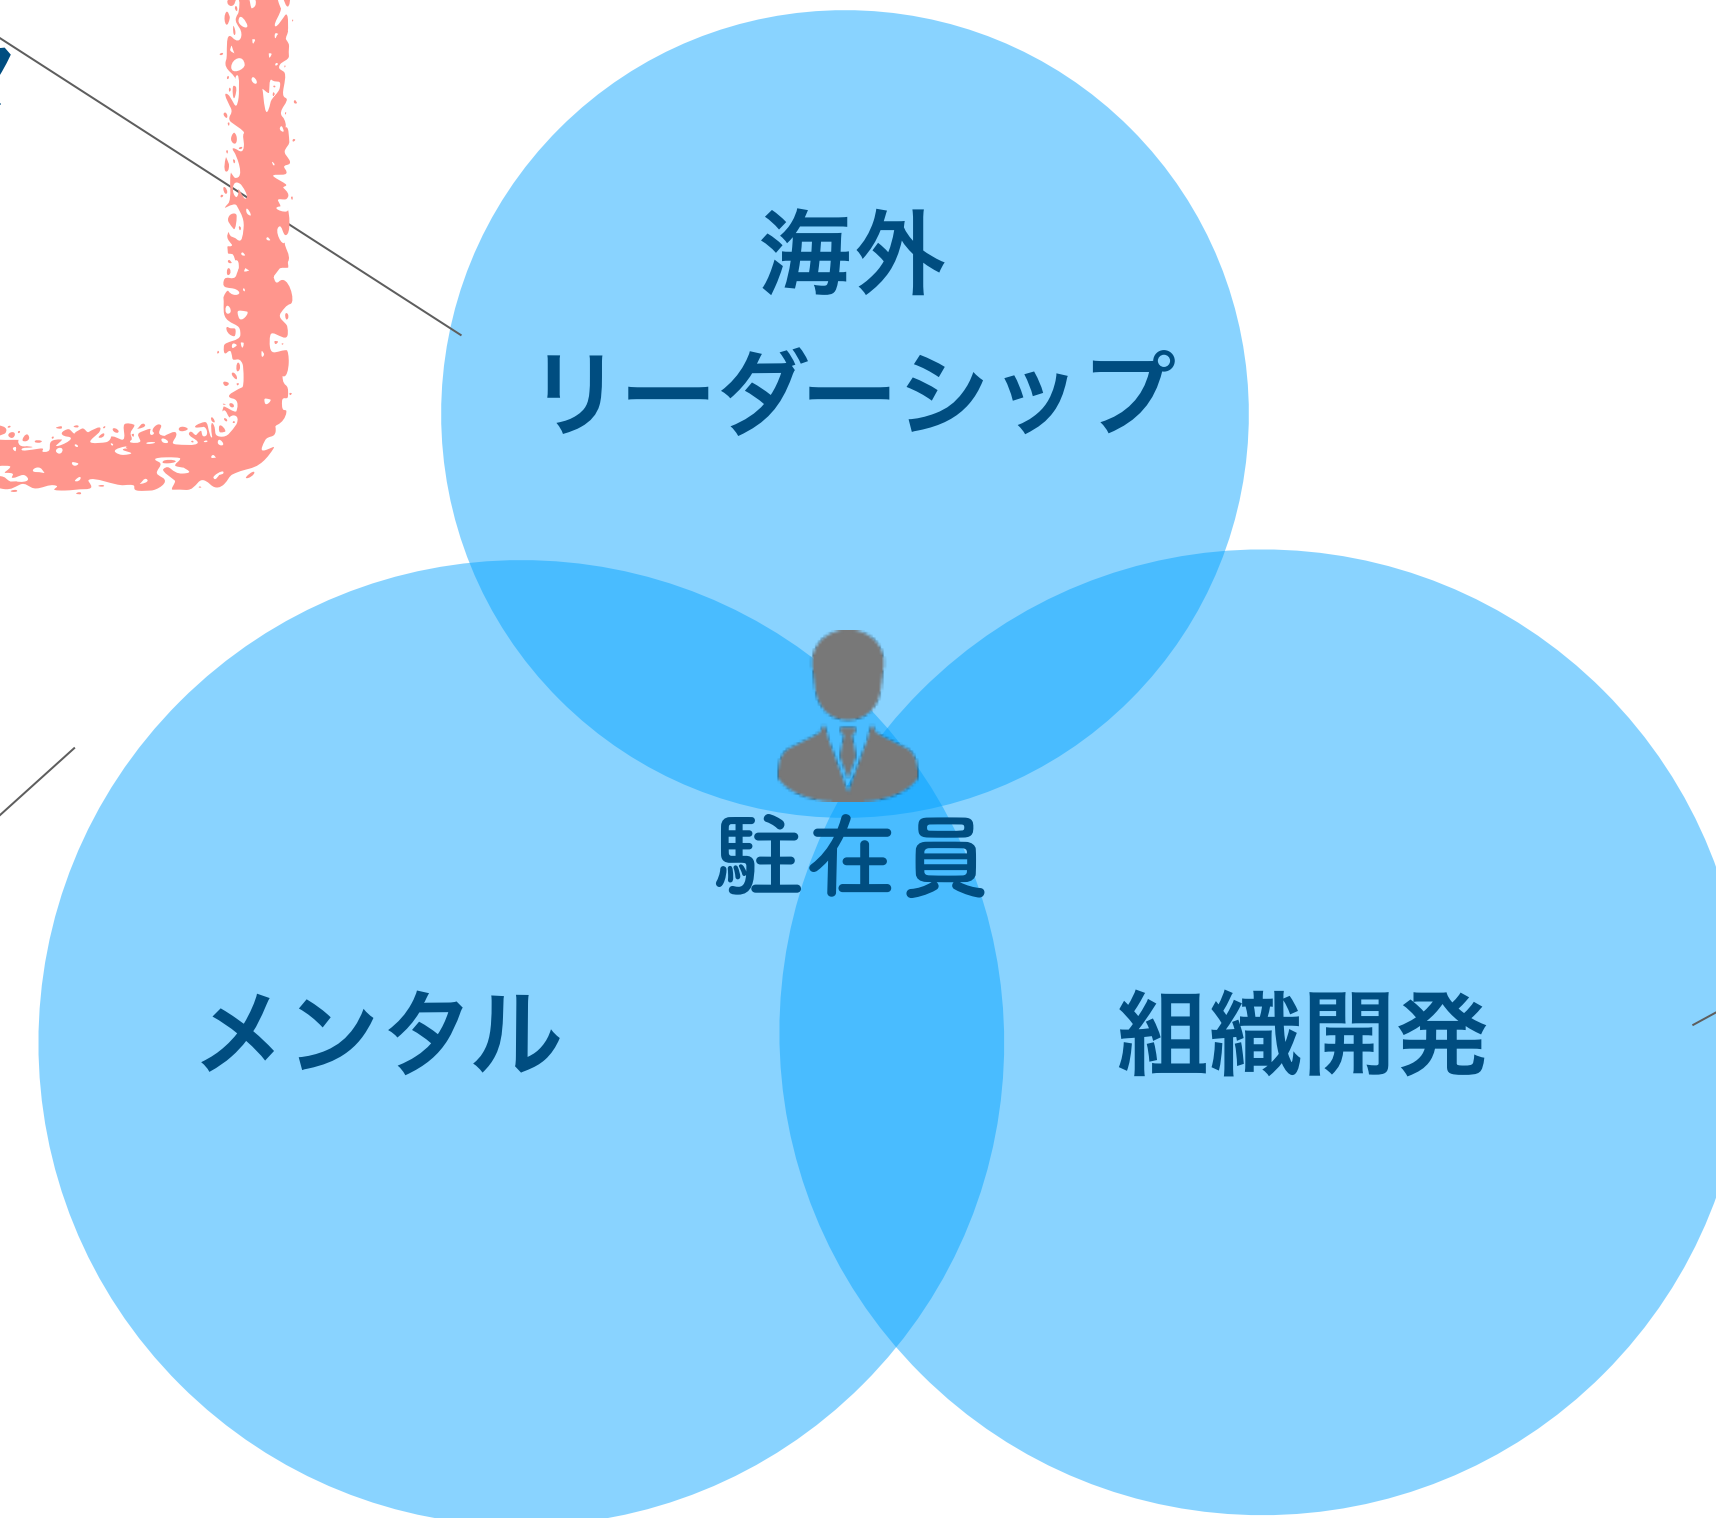 海外
リーダーシップ
駐在員
メンタル
組織開発